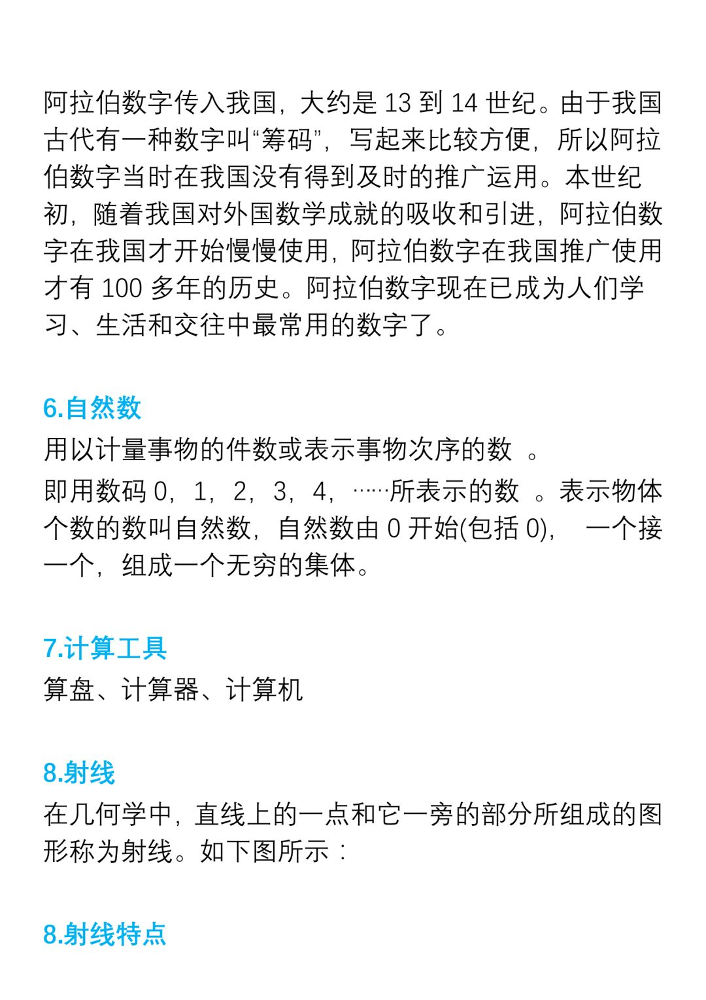 阿拉伯数字传入我国，大约是 13 到 14 世纪。由于我国
古代有一种数字叫“筹码”，写起来比较方便，所以阿拉
伯数字当时在我国没有得到及时的推广运用。本世纪
初，随着我国对外国数学成就的吸收和引进，阿拉伯数
字在我国才开始慢慢使用，阿拉伯数字在我国推广使用
才有 100 多年的历史。阿拉伯数字现在已成为人们学
习、生活和交往中最常用的数字了。
6.自然数
用以计量事物的件数或表示事物次序的数 。
即用数码 0，1，2，3，4，……所表示的数 。表示物体
个数的数叫自然数，自然数由 0 开始(包括 0)， 一个接
一个，组成一个无穷的集体。
7.计算工具
算盘、计算器、计算机
8.射线
在几何学中，直线上的一点和它一旁的部分所组成的图
形称为射线。如下图所示：
8.射线特点